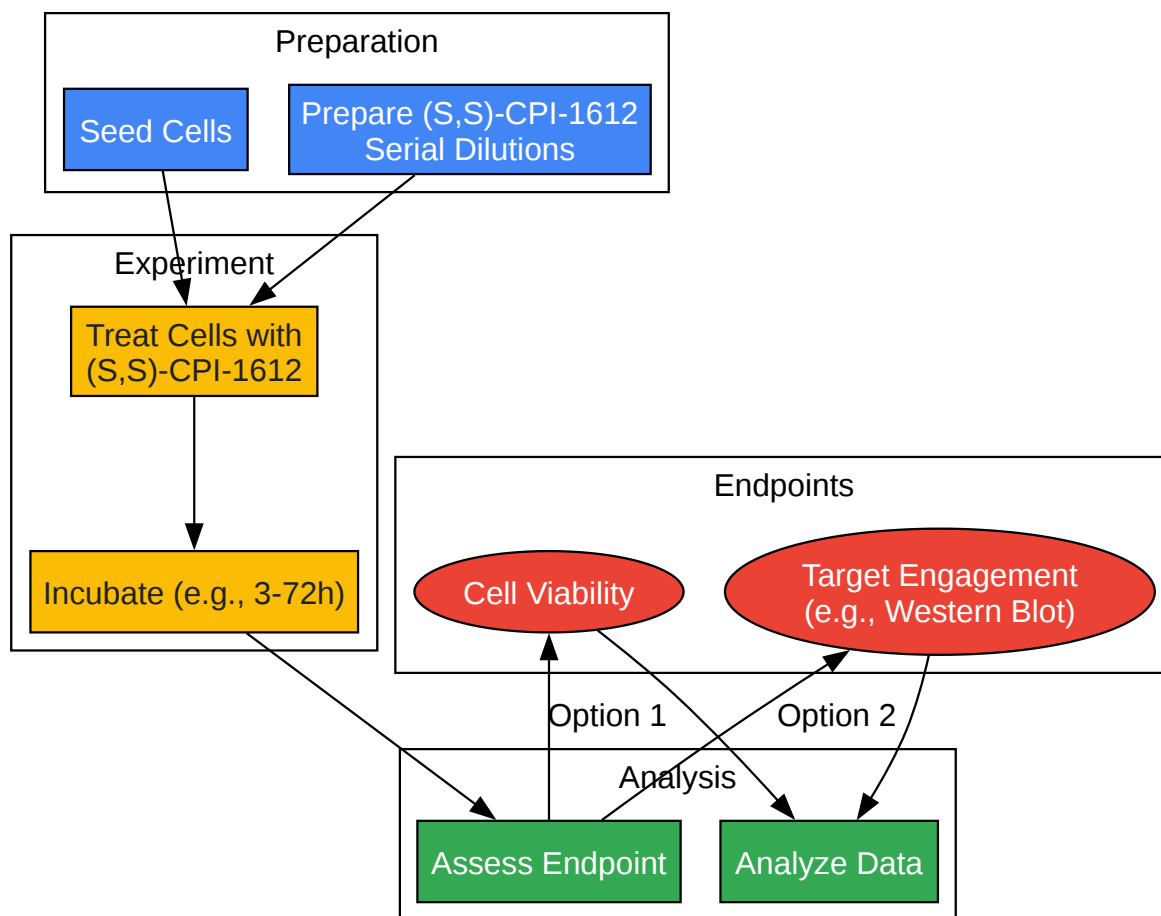 Preparation
Seed Cells
Prepare (S,S)-CPI-1612
Serial Dilutions
Experiment
Treat Cells with
(S,S)-CPI-1612
Incubate (e.g., 3-72h)
Endpoints
Cell Viability
Target Engagement
(e.g., Western Blot)
Option 1
Option 2
Analysis
Assess Endpoint
Analyze Data